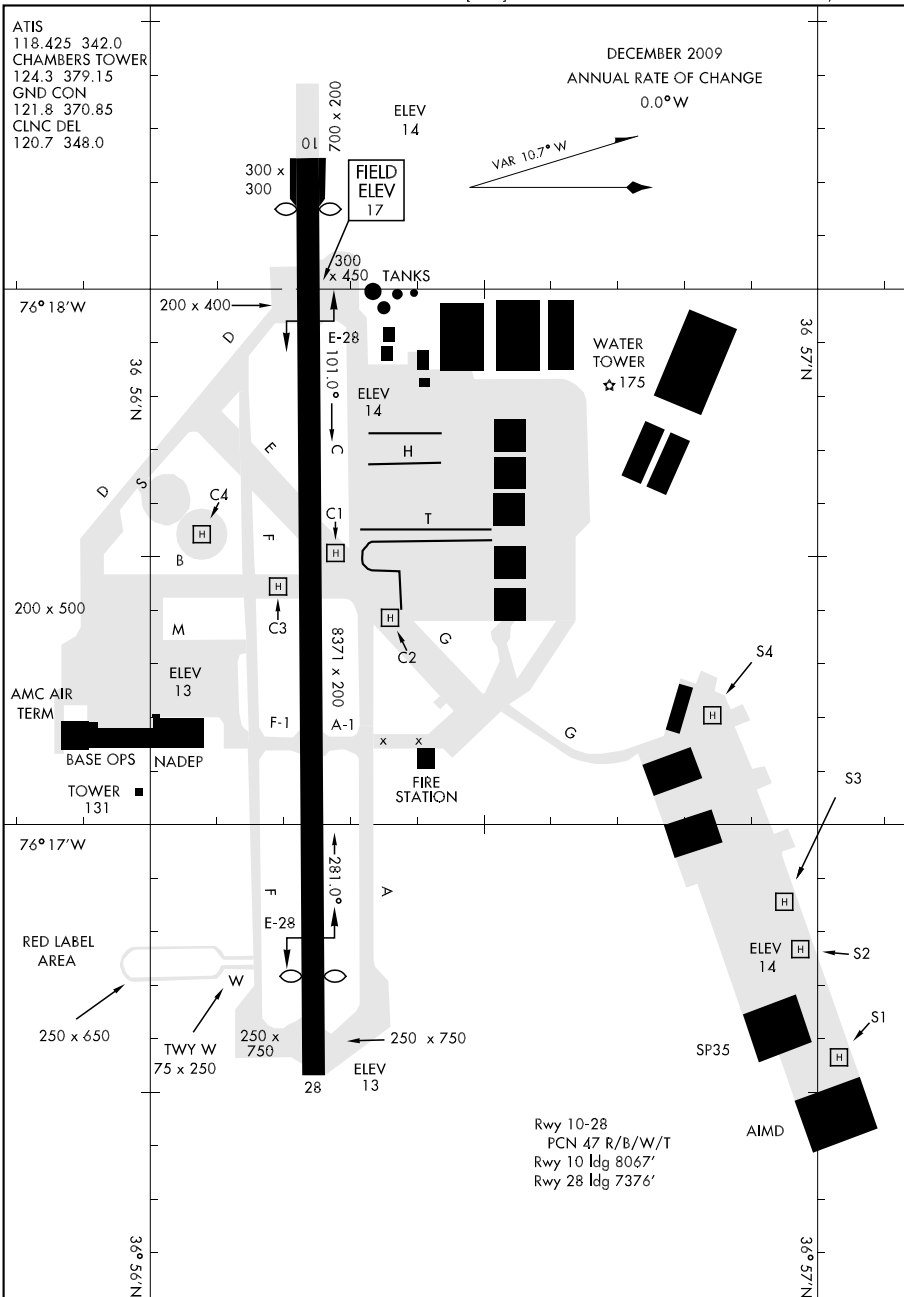 ATIS
118.425 342.0
CHAMBERS TOWER
124.3 379.15
GND CON
121.8 370.85
CLNC DEL
120.7 348.0
DECEMBER 2009
ANNUAL RATE OF CHANGE
0.0° W
VAR 10.7° W
ELEV
14
10
700 x 200
300 x
300
FIELD
ELEV
17
300
x 450
TANKS
76° 18'W
200 x 400
D
E-28
101.0°
36 56'N
36 57'N
WATER
TOWER
175
ELEV
14
C
H
E
D
S
C4
H
C1
H
T
F
B
H
C3
H
C2
G
200 x 500
M
8371 x 200
ELEV
13
S4
H
AMC AIR
TERM
F-1
A-1
x x
G
BASE OPS
NADEP
FIRE
STATION
TOWER
131
S3
76° 17'W
281.0°
F
A
H
E-28
RED LABEL
AREA
ELEV
14
H
S2
W
250 x 650
TWY W
75 x 250
250 x
750
250 x 750
ELEV
13
S1
H
SP35
28
AIMD
Rwy 10-28
PCN 47 R/B/W/T
Rwy 10 ldg 8067'
Rwy 28 ldg 7376'
36° 56'N
36° 57'N